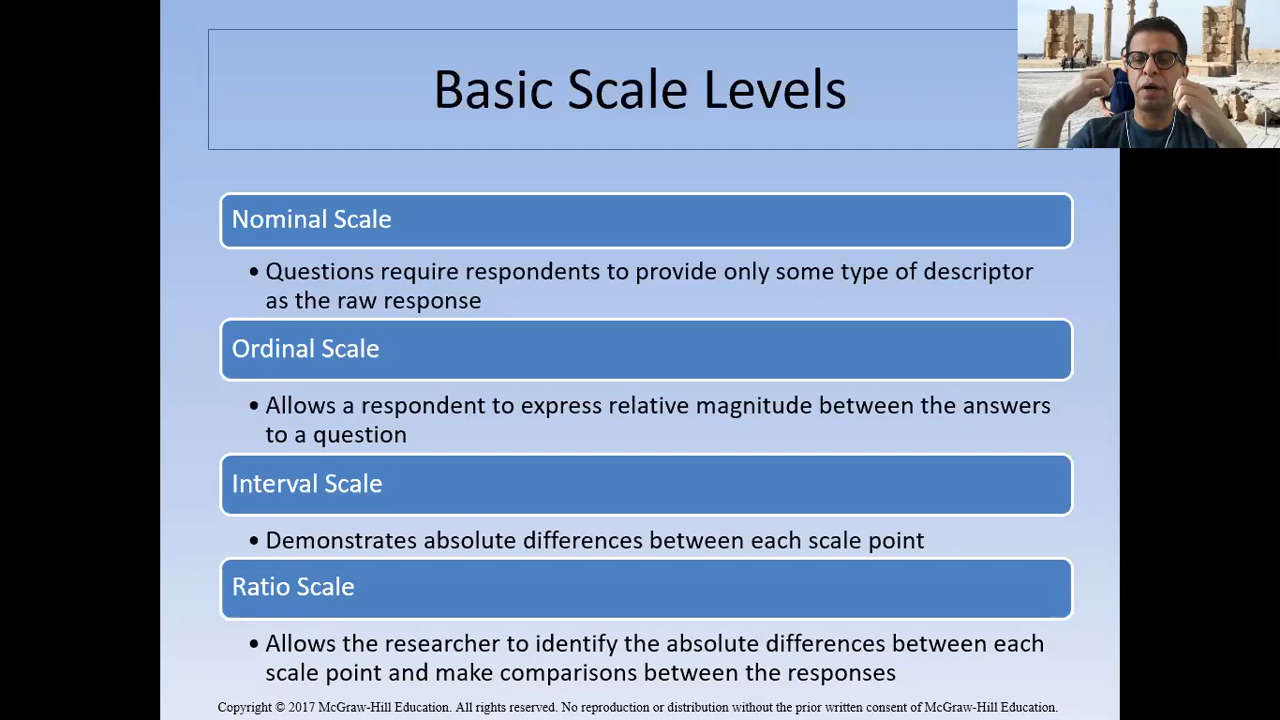 Basic Scale Levels
Nominal Scale
• Questions require respondents to provide only some type of descriptor
as the raw response
Ordinal Scale
• Allows a respondent to express relative magnitude between the answers
to a question
Interval Scale
• Demonstrates absolute differences between each scale point
Ratio Scale
• Allows the researcher to identify the absolute differences between each
scale point and make comparisons between the responses
Copyright © 2017 McGraw-Hill Education. All rights reserved. No reproduction or distribution without the prior written consent of McGraw-Hill Education.